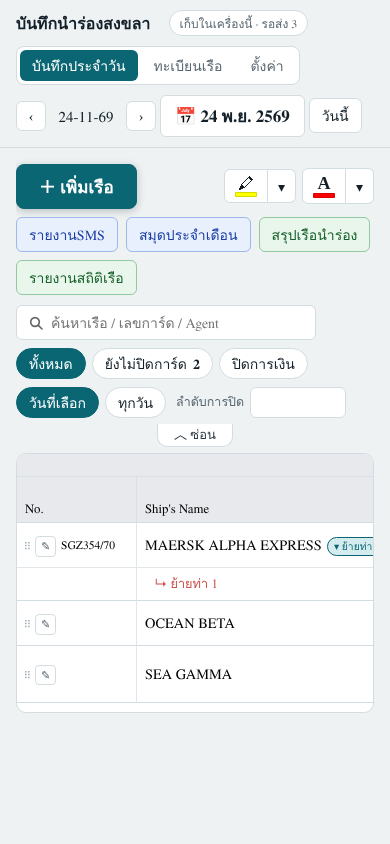 บันทึกนำร่องสงขลา เก็บในเครื่องนี้ · รอส่ง 3
บันทึกประจำวัน ทะเบียนเรือ ตั้งค่า
‹ 24-11-69 › 📅 24 พ.ย. 2569 วันนี้
＋ เพิ่มเรือ 🖍 ▾ A ▾
รายงานSMS สมุดประจำเดือน สรุปเรือนำร่อง
รายงานสถิติเรือ
🔍 ค้นหาเรือ / เลขการ์ด / Agent
ทั้งหมด ยังไม่ปิดการ์ด 2 ปิดการเงิน
วันที่เลือก ทุกวัน ลำดับการปิด
︿ ซ่อน
No. Ship's Name
⠿ ✎ SGZ354/70 MAERSK ALPHA EXPRESS ▾ ย้ายท่า
↳ ย้ายท่า 1
⠿ ✎ OCEAN BETA
⠿ ✎ SEA GAMMA